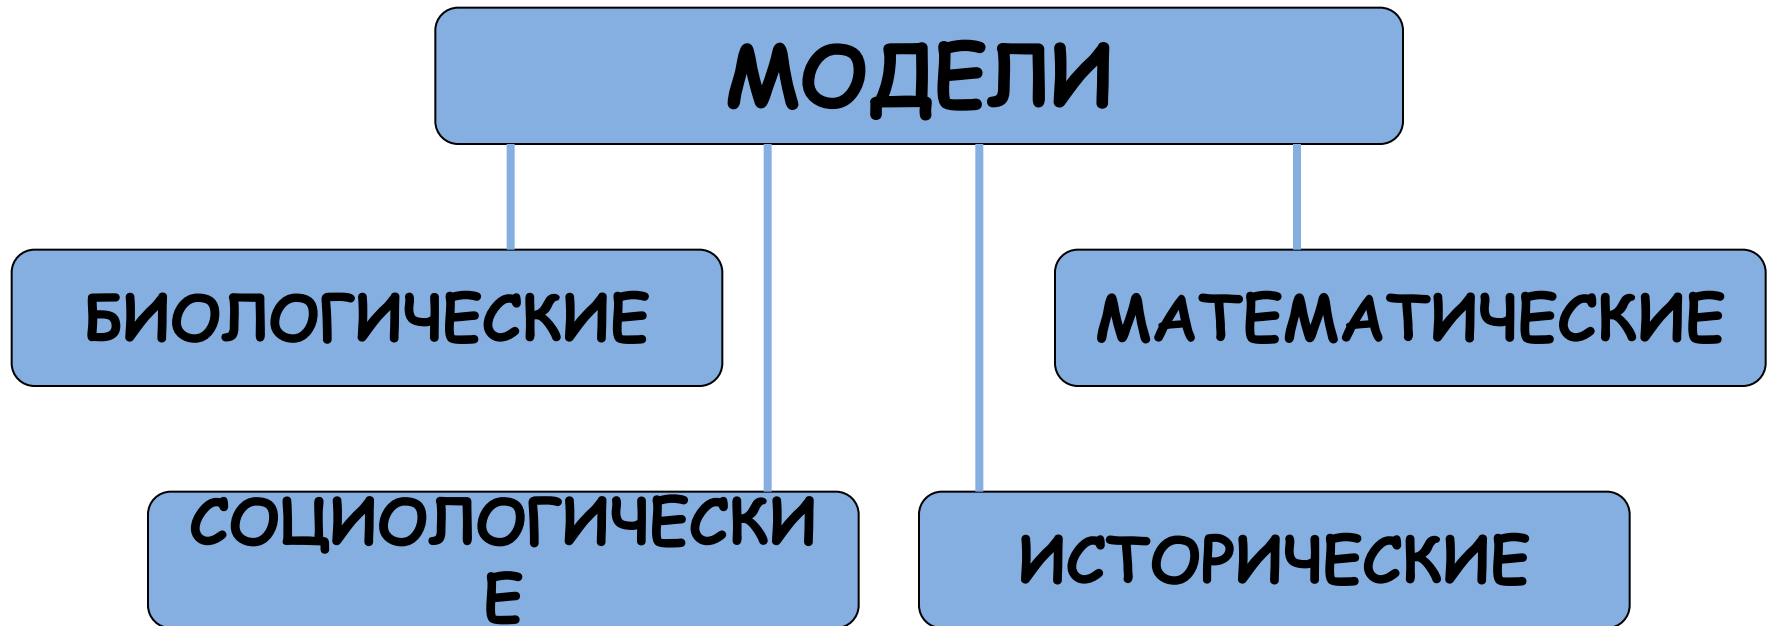 МОДЕЛИ
БИОЛОГИЧЕСКИЕ
МАТЕМАТИЧЕСКИЕ
СОЦИОЛОГИЧЕСКИ
Е
ИСТОРИЧЕСКИЕ